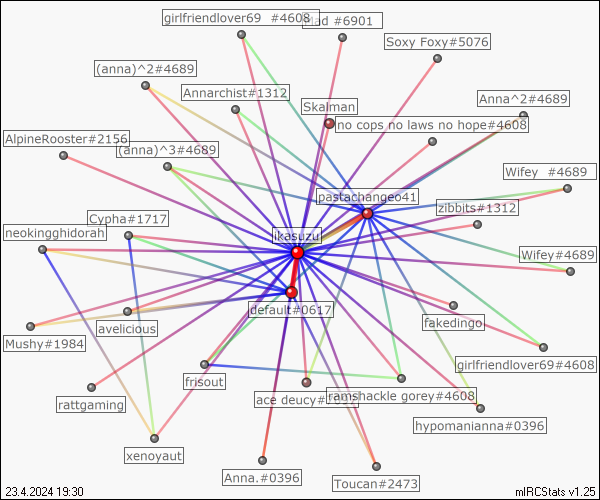 girlfriendlover69 #4608
#6901
Soxy Foxy#5076
(anna)^2#4689
Annarchist#1312
Skalman
Anna^2#4689
no cops no laws no hope#4608
AlpineRooster#2156
(anna)^3#4689
Wifey #4689
pastachangeo41
zibbits#1312
Cypha#1717
neokingghidorah
ikasuzu
Wifey#4689
default#0617
fakedingo
avelicious
Mushy#1984
girlfriendlover69#4608
frisout
ace deucy
ramshackle gorey#4608
rattgaming
hypomanianna#0396
xenoyaut
Anna.#0396
Toucan#2473
23.4.2024 19:30
mIRCStats v1.25